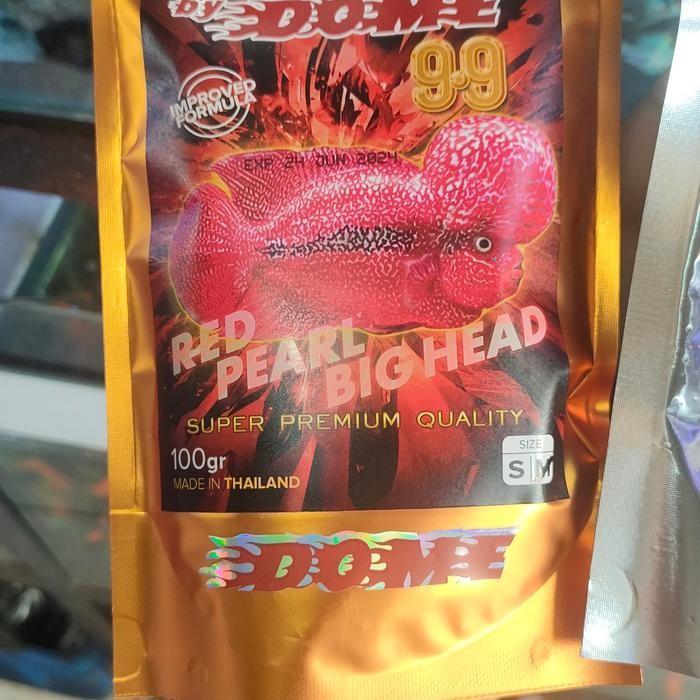 by DOME
9.9
IMPROVED
FORMULA
EXP 24 JUN 2024
RED
PEARL
BIG HEAD
SUPER PREMIUM QUALITY
100gr
SIZE
S M
MADE IN THAILAND
DOME